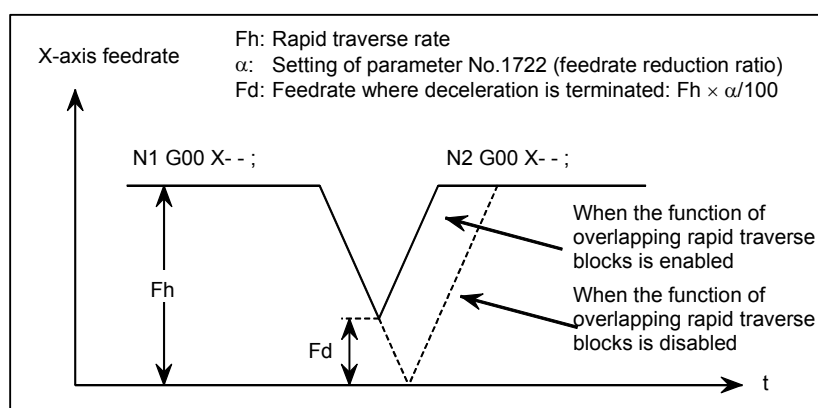 Fh: Rapid traverse rate
X-axis feedrate
α: Setting of parameter No.1722 (feedrate reduction ratio)
Fd: Feedrate where deceleration is terminated: Fh × α/100
N1 G00 X- - ;
N2 G00 X- - ;
When the function of
overlapping rapid traverse
blocks is enabled
Fh
When the function of
overlapping rapid traverse
blocks is disabled
Fd
t